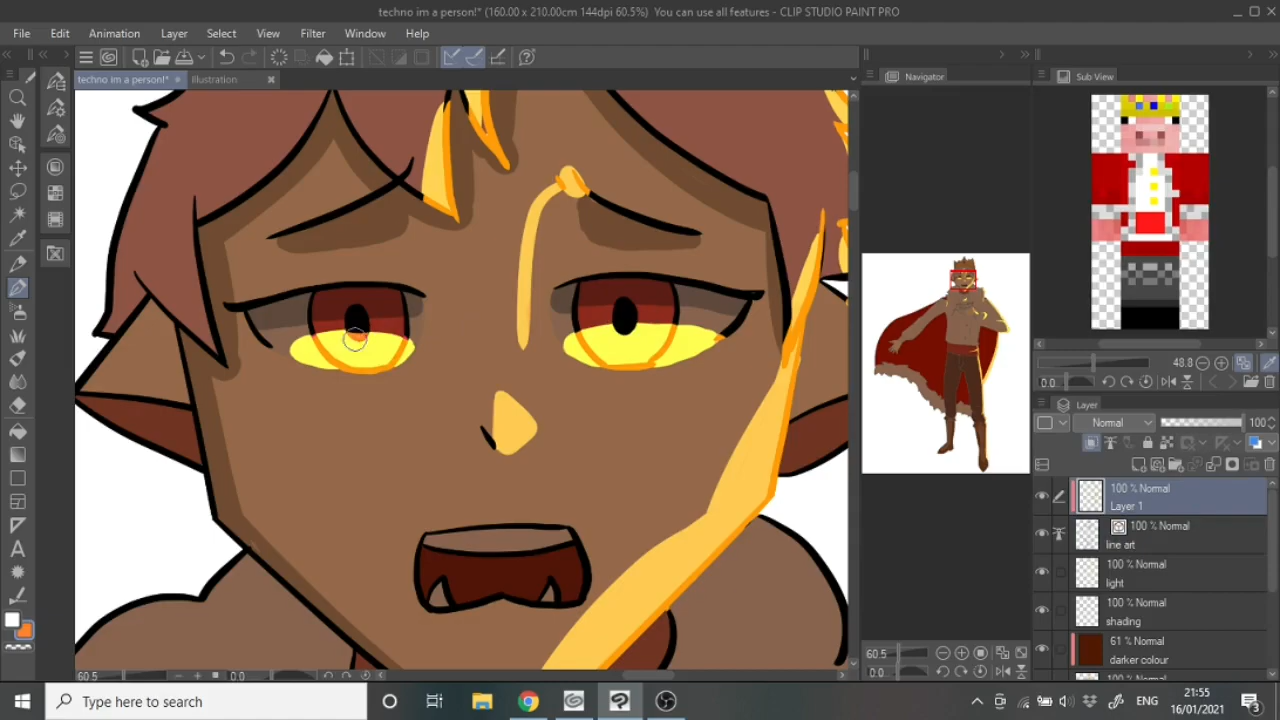 techno im a person!* (160.00 x 210.00cm 144dpi 60.5%)  You can use all features - CLIP STUDIO PAINT PRO
File Edit Animation Layer Select View Filter Window Help
techno im a person!* Illustration
Navigator
Sub View
48.8
0.0
Layer
Normal 100
100 % Normal
Layer 1
100 % Normal
line art
100 % Normal
light
100 % Normal
shading
61 % Normal
darker colour
100 % Normal
60.5 0.0
60.5
0.0
Type here to search
ENG
21:55
16/01/2021
3